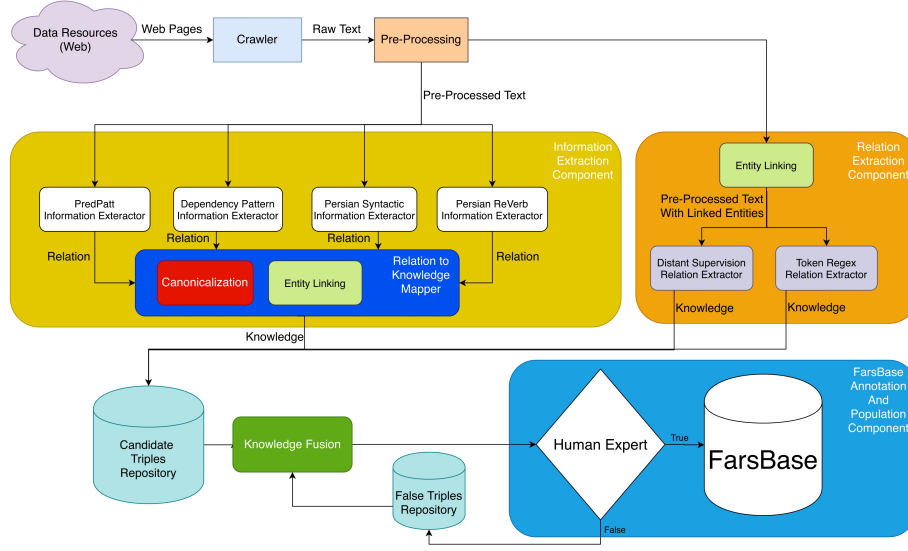 Data Resources
(Web)
Web Pages
Crawler
Raw Text
Pre-Processing
Pre-Processed Text
Information
Extraction
Component
PredPatt
Information Exteractor
Dependency Pattern
Information Exteractor
Persian Syntactic
Information Exteractor
Persian ReVerb
Information Exteractor
Relation
Relation
Relation
Relation
Relation to
Knowledge
Mapper
Canonicalization
Entity Linking
Knowledge
Relation
Extraction
Component
Entity Linking
Pre-Processed Text
With Linked Entities
Distant Supervision
Relation Extractor
Token Regex
Relation Extractor
Knowledge
Knowledge
Candidate
Triples
Repository
Knowledge Fusion
False Triples
Repository
Human Expert
True
False
FarsBase
FarsBase
Annotation
And
Population
Component